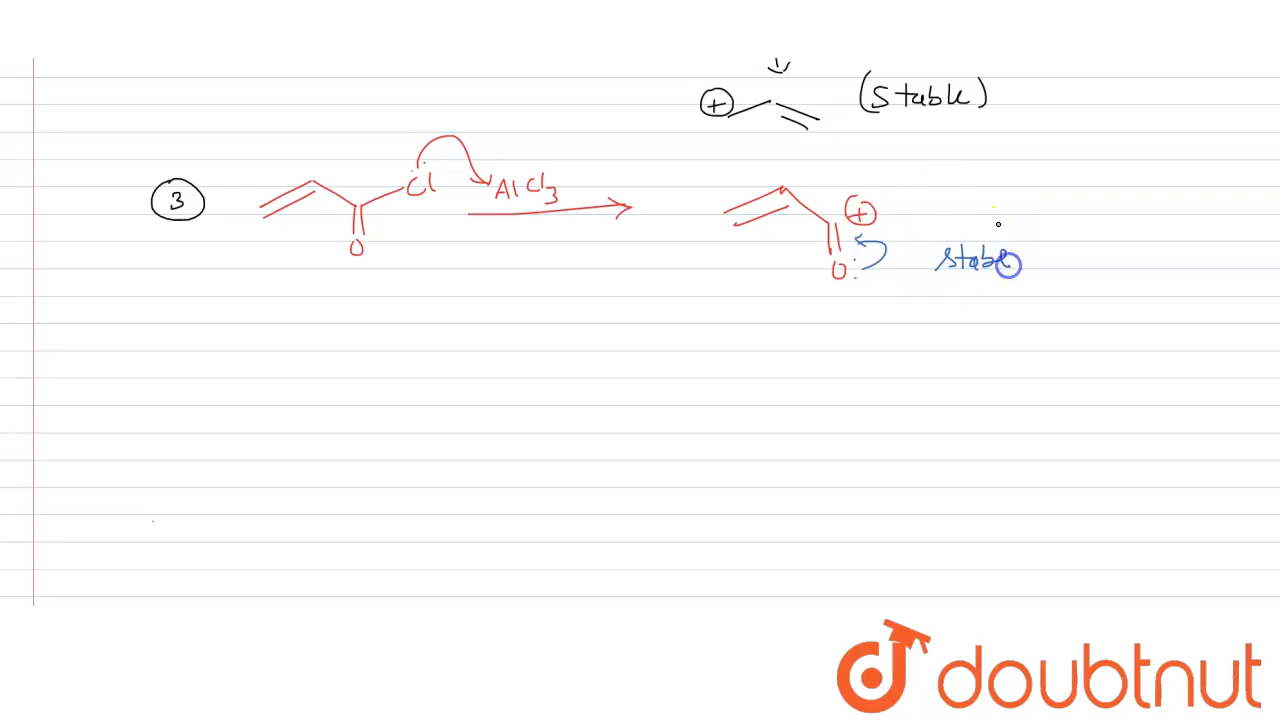 ⊕ (Stable)
3 Cl AlCl3 ⊕
O O: stable
doubtnut